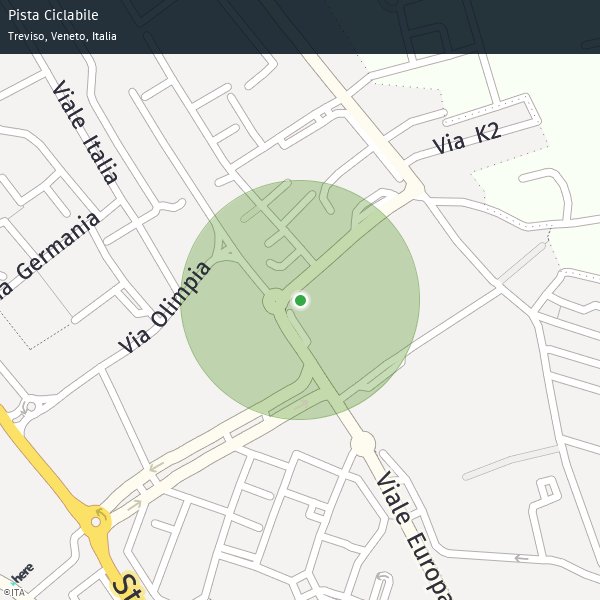 Pista Ciclabile
Treviso, Veneto, Italia
Viale Italia
Via K2
Germania
Via Olimpia
Viale Europa
St
here
©ITA